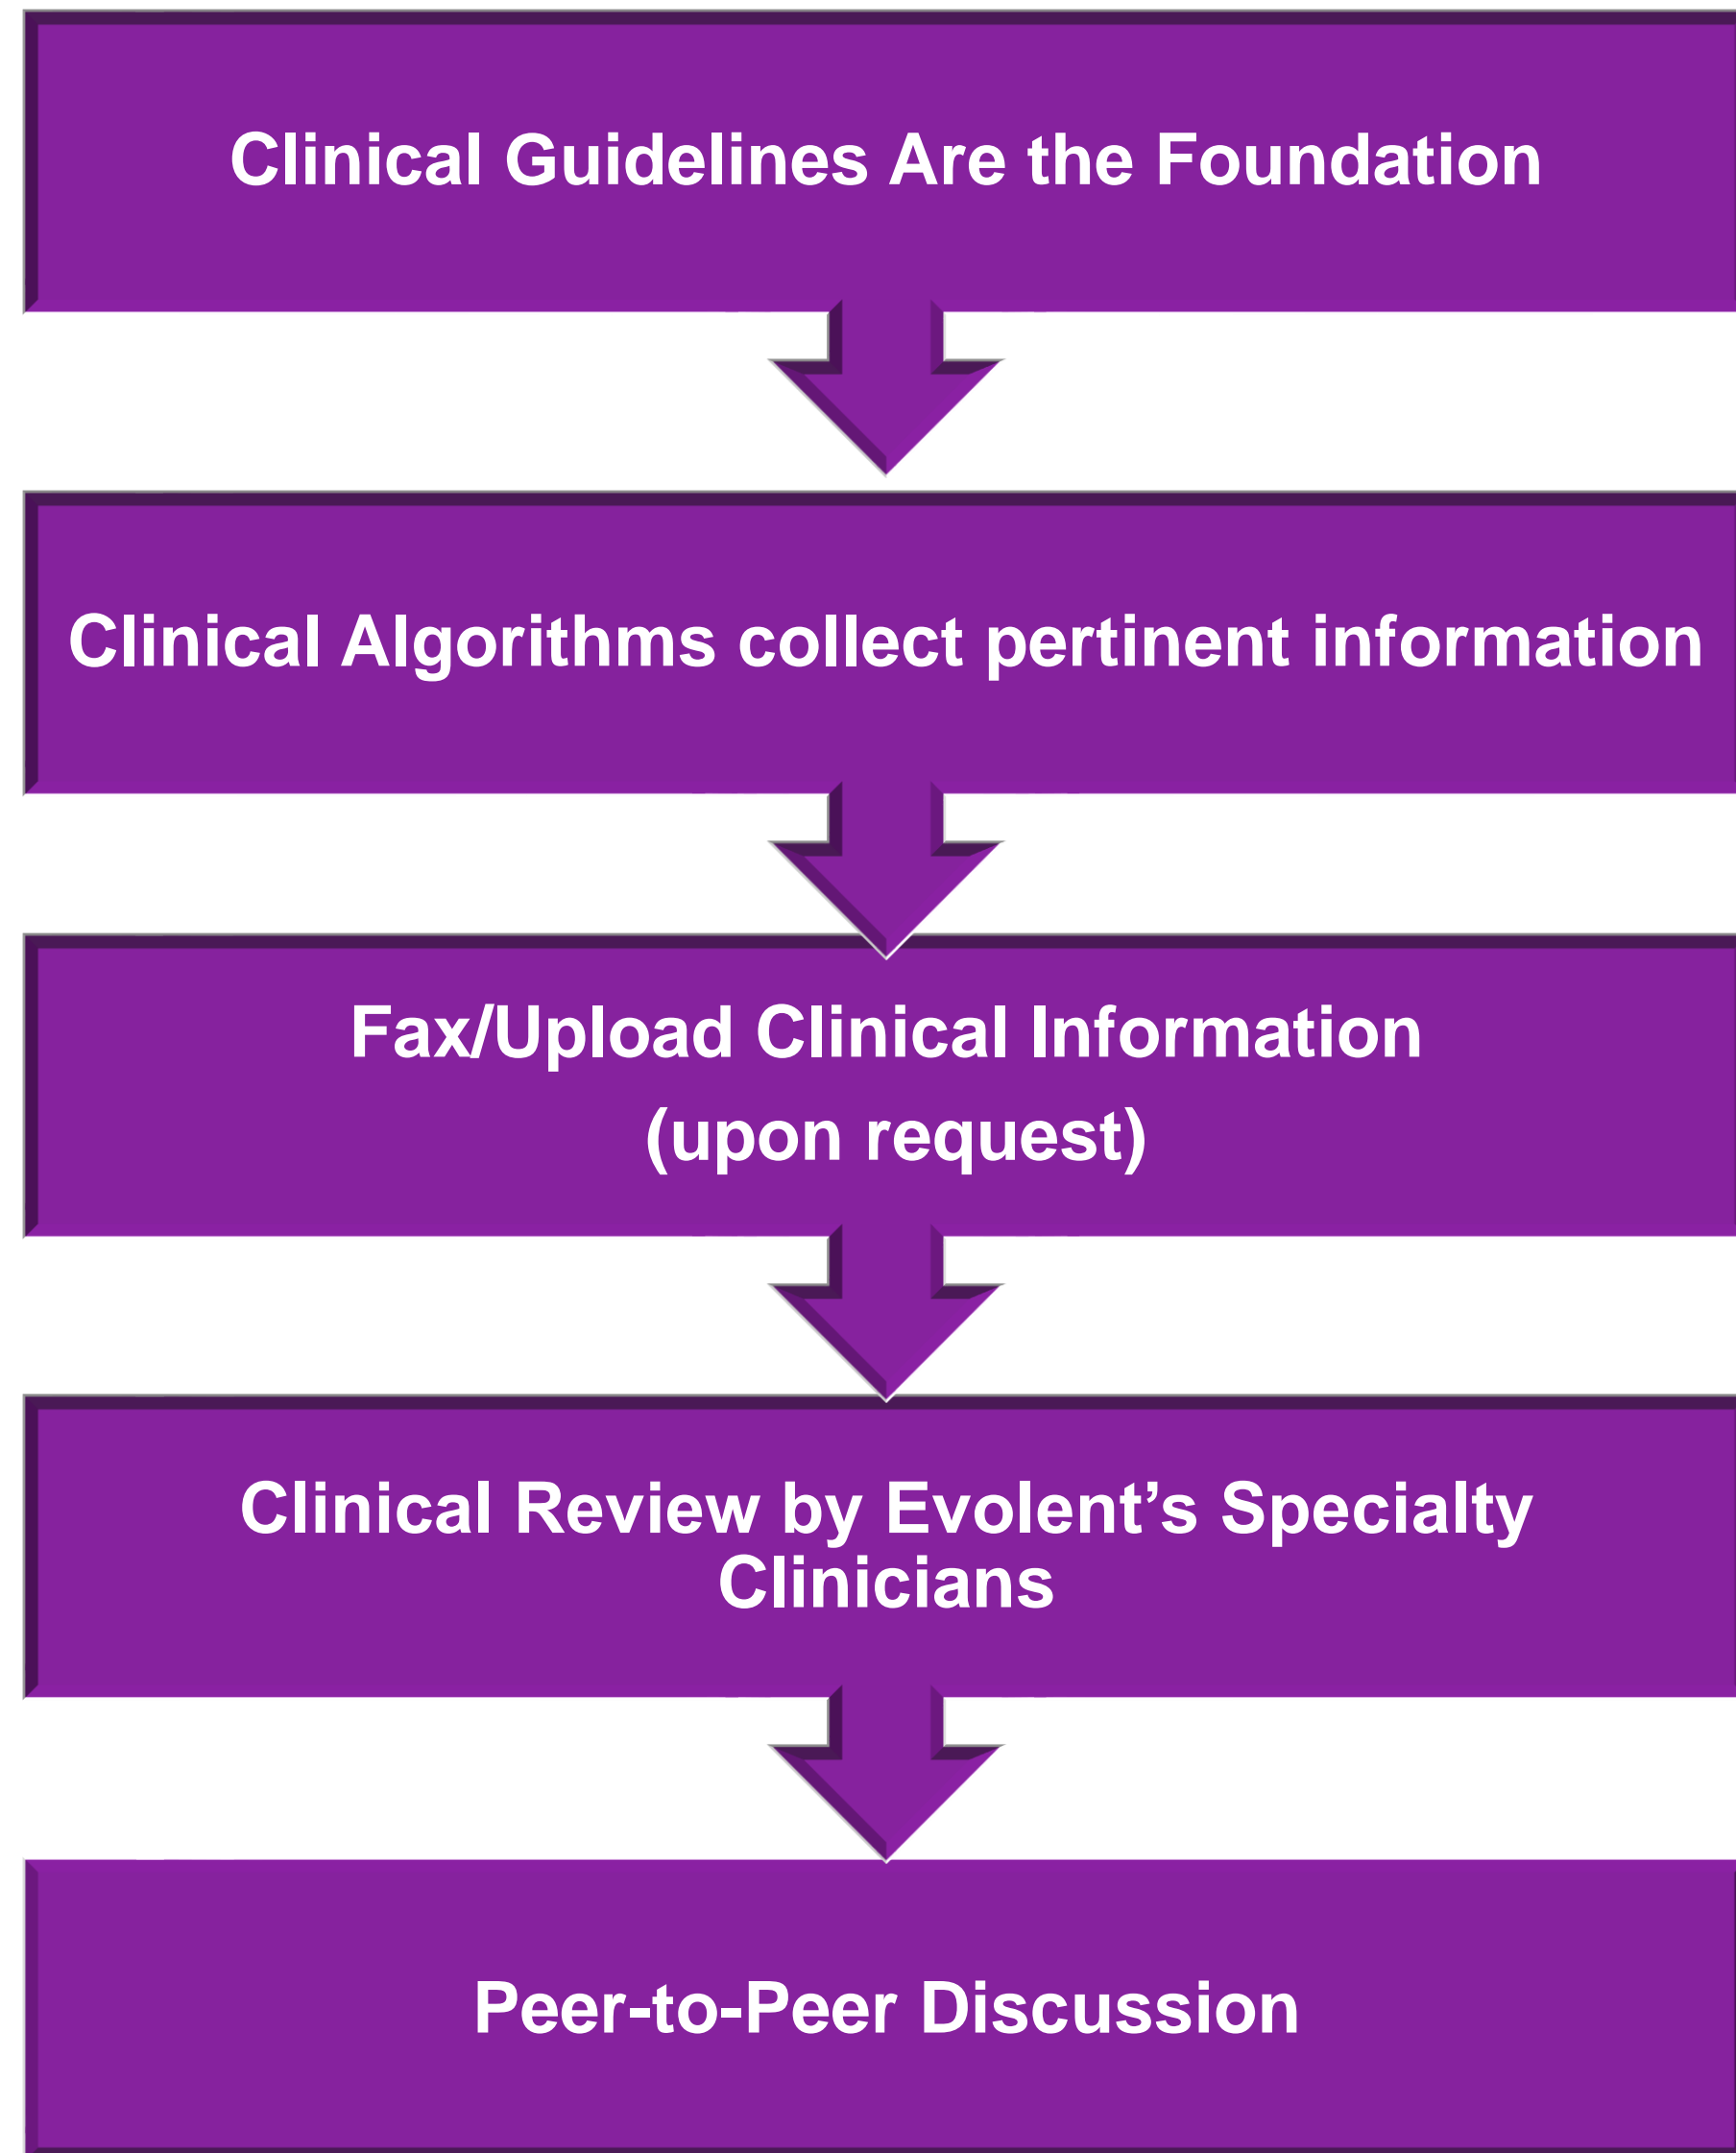 Clinical Guidelines Are the Foundation
Clinical Algorithms collect pertinent information
Fax/Upload Clinical Information
(upon request)
Clinical Review by Evolent’s Specialty
Clinicians
Peer-to-Peer Discussion